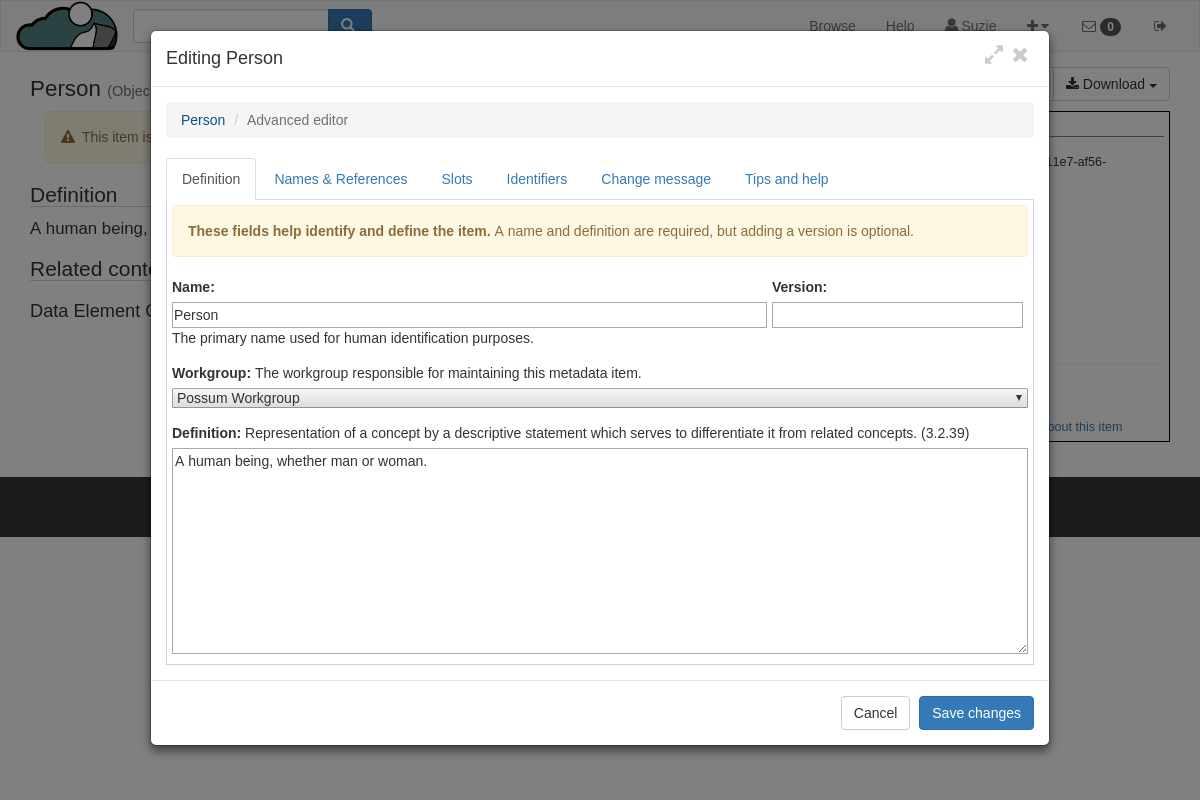 Browse Help Suzie 0
Editing Person
Person (Objec
Download
Person / Advanced editor
This item is
11e7-af56-
Definition Names & References Slots Identifiers Change message Tips and help
Definition
These fields help identify and define the item. A name and definition are required, but adding a version is optional.
A human being,
Related conte
Name: Version:
Person
Data Element
The primary name used for human identification purposes.
Workgroup: The workgroup responsible for maintaining this metadata item.
Possum Workgroup
bout this item
Definition: Representation of a concept by a descriptive statement which serves to differentiate it from related concepts. (3.2.39)
A human being, whether man or woman.
Cancel Save changes